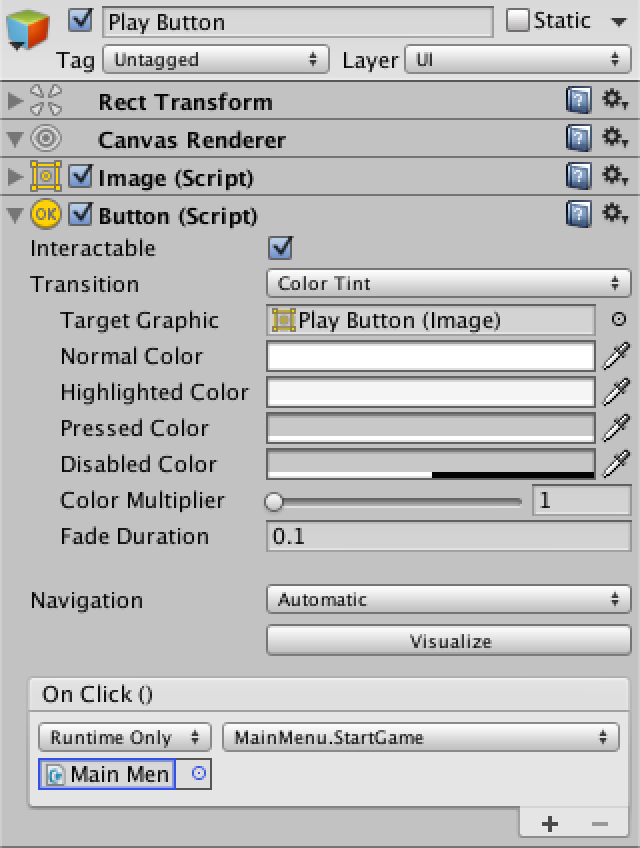 Play Button Static
Tag Untagged Layer UI
Rect Transform
Canvas Renderer
Image (Script)
OK Button (Script)
Interactable
Transition Color Tint
Target Graphic Play Button (Image)
Normal Color
Highlighted Color
Pressed Color
Disabled Color
Color Multiplier 1
Fade Duration 0.1
Navigation Automatic
Visualize
On Click ()
Runtime Only MainMenu.StartGame
Main Men